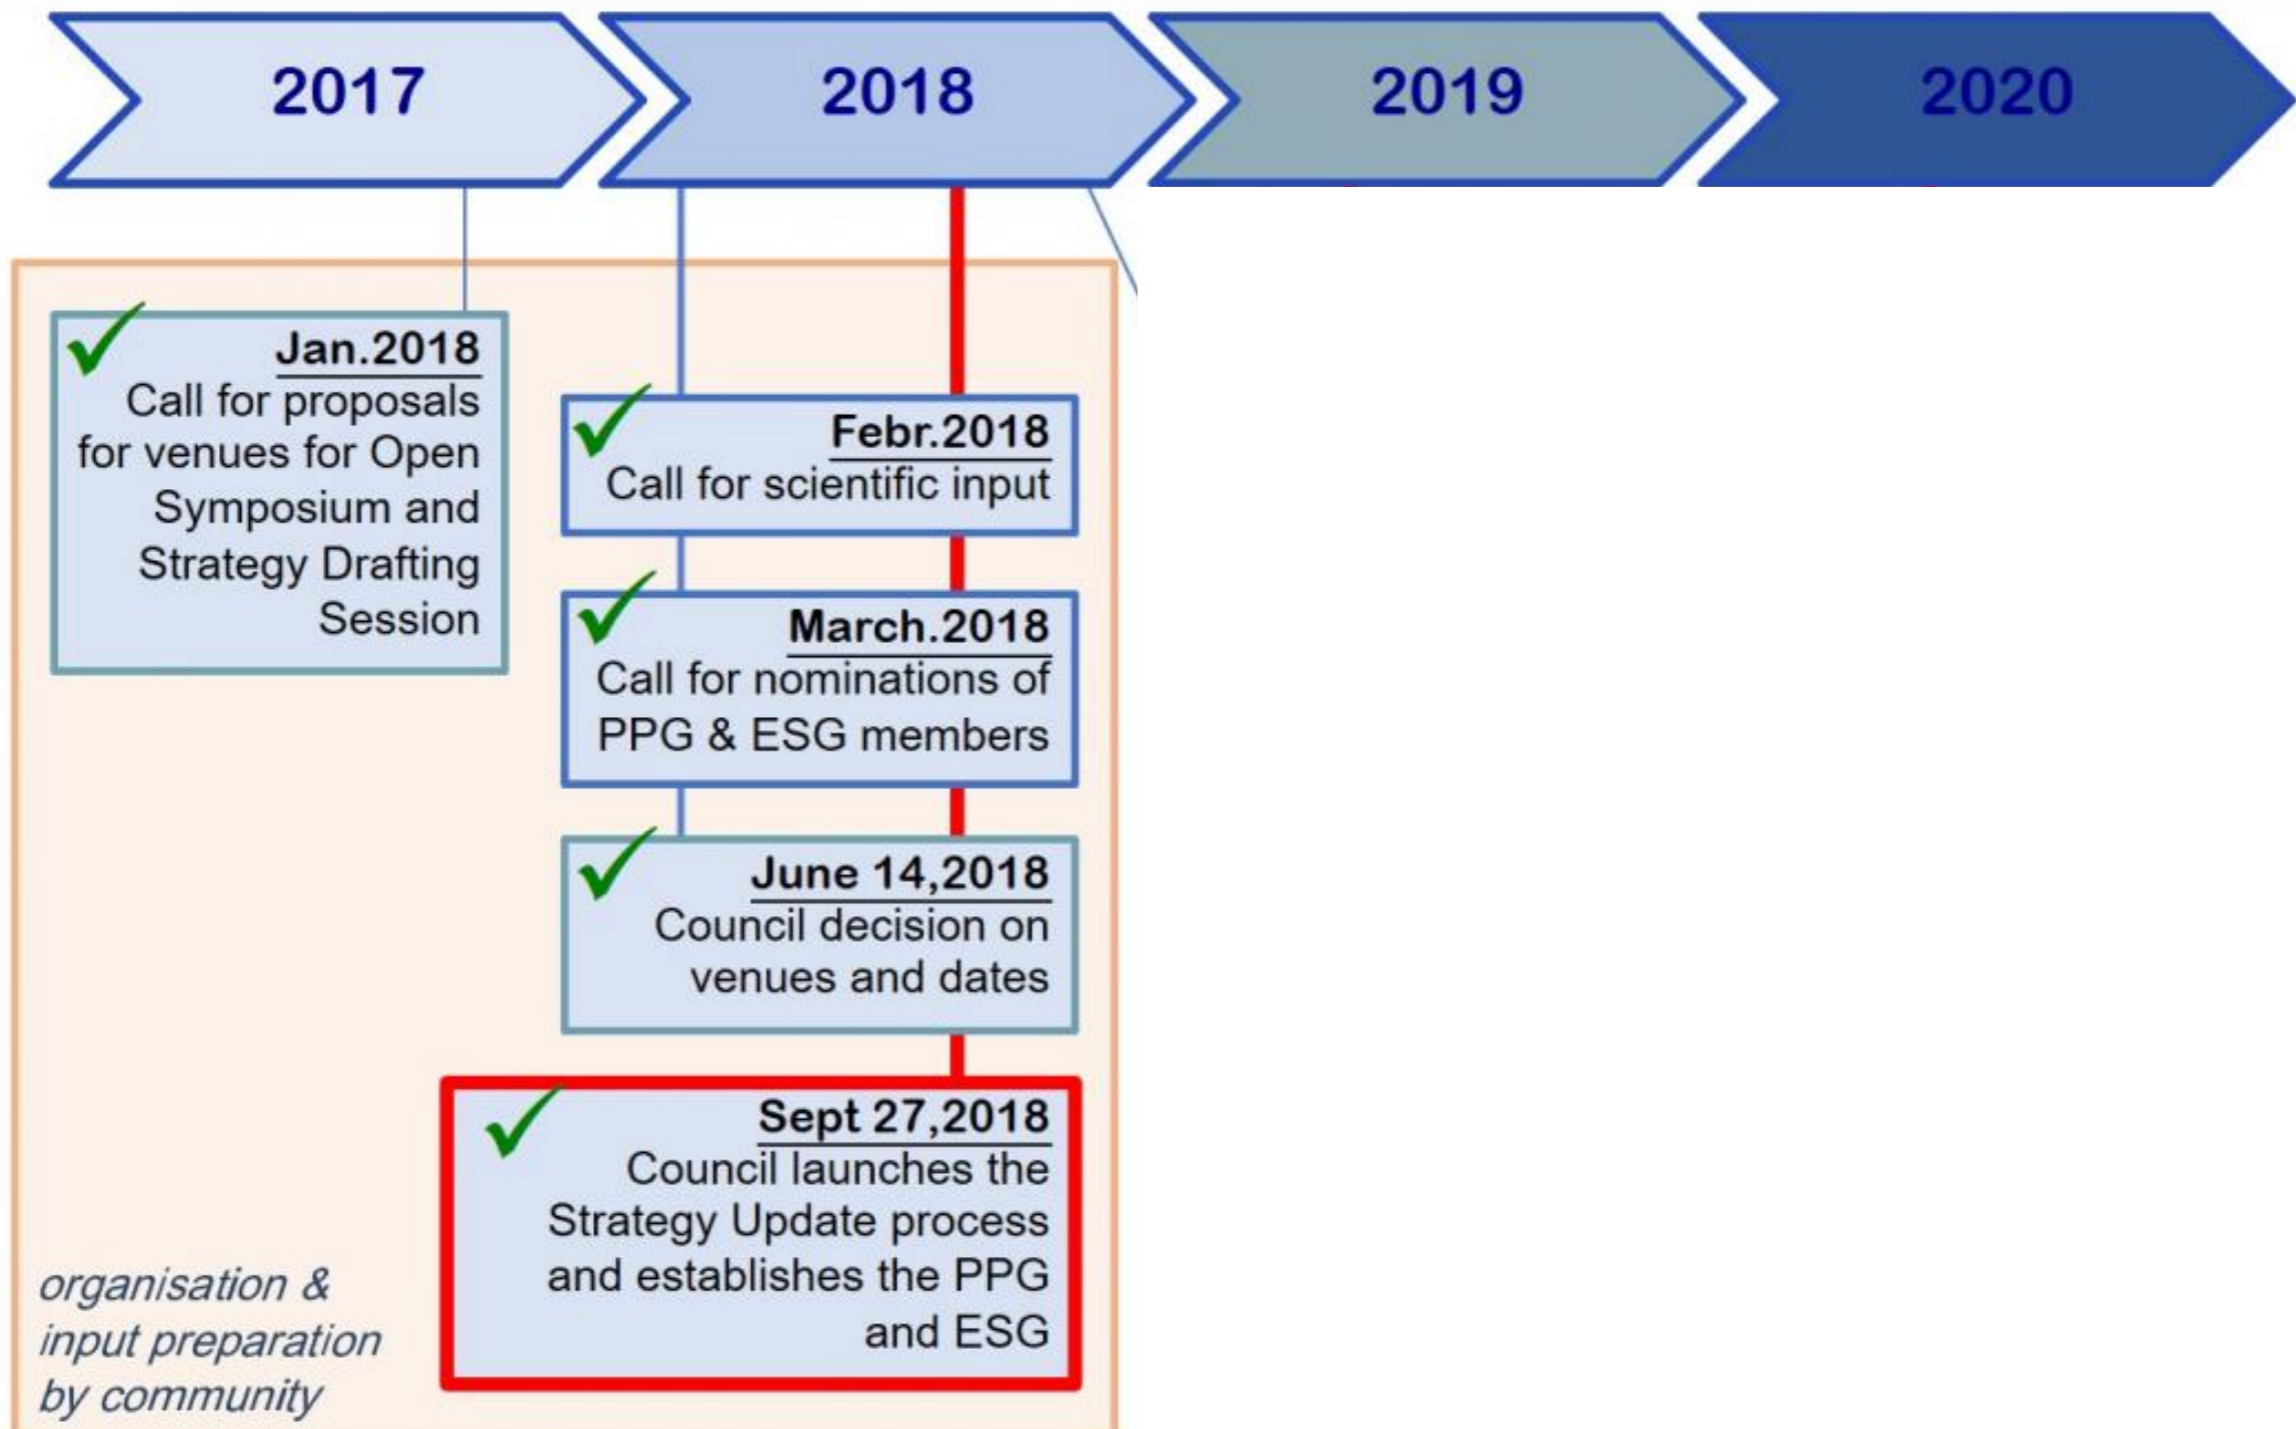 2017
2018
2019
2020
Jan.2018
Call for proposals
for venues for Open
Symposium and
Strategy Drafting
Session
Febr.2018
Call for scientific input
March.2018
Call for nominations of
PPG & ESG members
June 14,2018
Council decision on
venues and dates
Sept 27,2018
Council launches the
Strategy Update process
and establishes the PPG
and ESG
organisation &
input preparation
by community